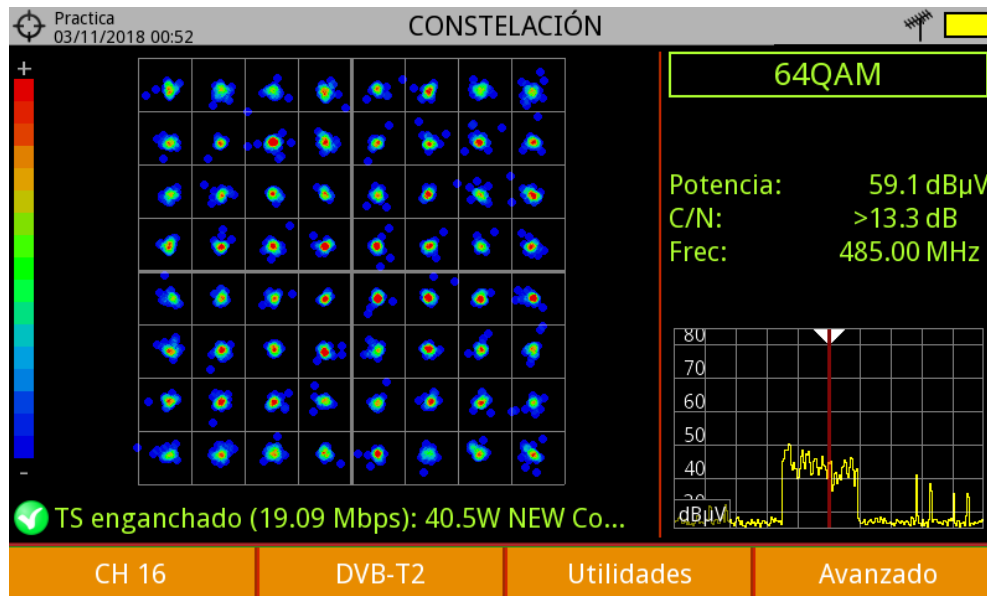 Practica
03/11/2018 00:52
CONSTELACIÓN
+
-
64QAM
Potencia: 59.1 dBµV
C/N: >13.3 dB
Frec: 485.00 MHz
80
70
60
50
40
dBµV
TS enganchado (19.09 Mbps): 40.5W NEW Co...
CH 16
DVB-T2
Utilidades
Avanzado